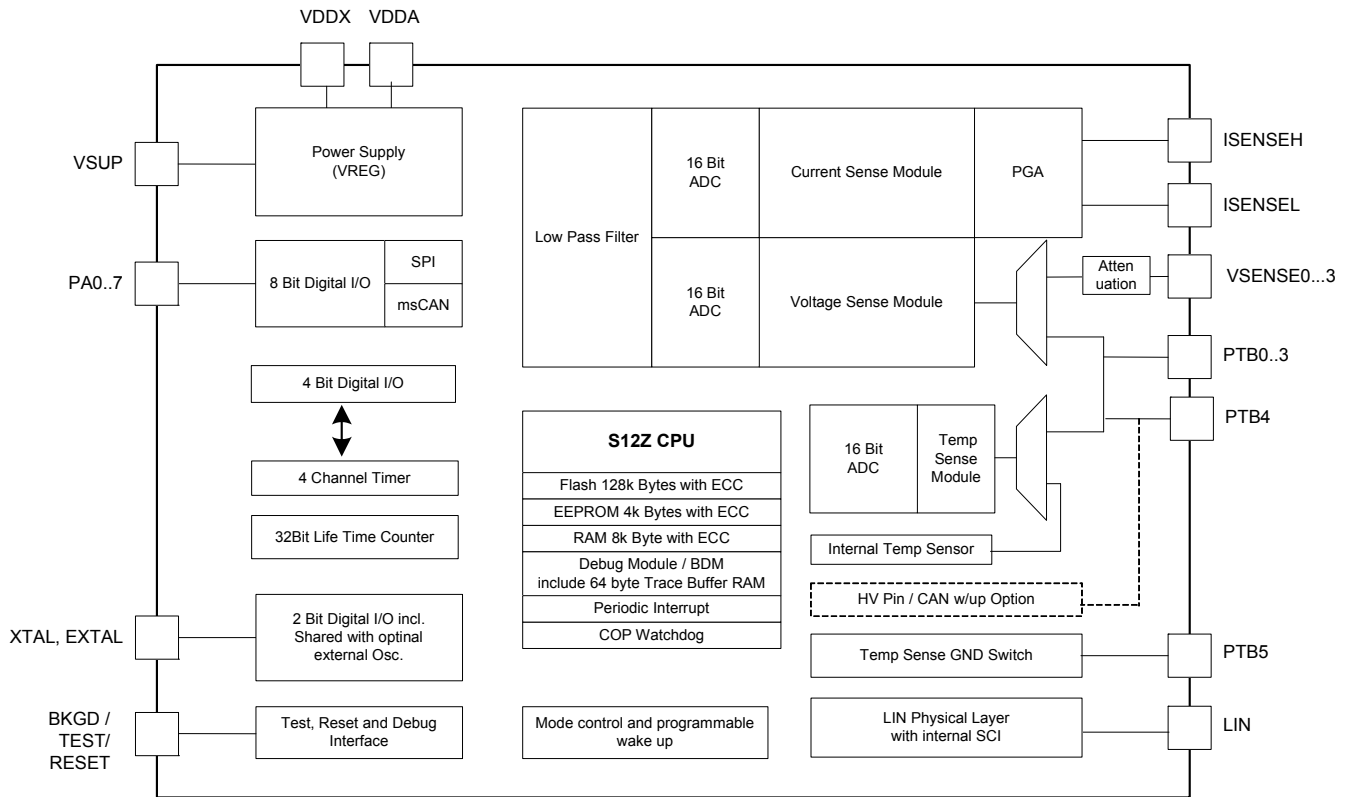 VDDX VDDA
VSUP
Power Supply
(VREG)
PA0..7
8 Bit Digital I/O
SPI
msCAN
4 Bit Digital I/O
4 Channel Timer
32Bit Life Time Counter
XTAL, EXTAL
2 Bit Digital I/O incl.
Shared with optinal
external Osc.
BKGD /
TEST/
RESET
Test, Reset and Debug
Interface
Low Pass Filter
16 Bit
ADC
Current Sense Module
PGA
16 Bit
ADC
Voltage Sense Module
Atten
uation
ISENSEH
ISENSEL
VSENSE0...3
PTB0..3
PTB4
S12Z CPU
Flash 128k Bytes with ECC
EEPROM 4k Bytes with ECC
RAM 8k Byte with ECC
Debug Module / BDM
include 64 byte Trace Buffer RAM
Periodic Interrupt
COP Watchdog
Mode control and programmable
wake up
16 Bit
ADC
Temp
Sense
Module
Internal Temp Sensor
HV Pin / CAN w/up Option
Temp Sense GND Switch
PTB5
LIN Physical Layer
with internal SCI
LIN